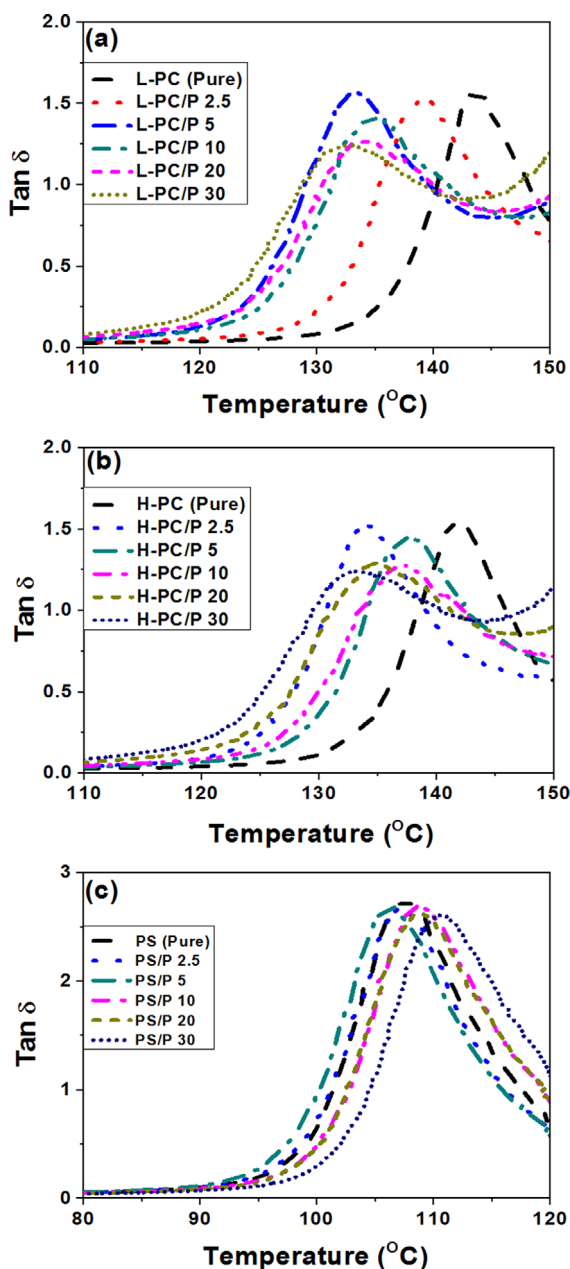 (a)
2.0
1.5
1.0
0.5
0.0
Tan δ
L-PC (Pure)
L-PC/P 2.5
L-PC/P 5
L-PC/P 10
L-PC/P 20
L-PC/P 30
110 120 130 140 150
Temperature (°C)
(b)
2.0
1.5
1.0
0.5
0.0
Tan δ
H-PC (Pure)
H-PC/P 2.5
H-PC/P 5
H-PC/P 10
H-PC/P 20
H-PC/P 30
110 120 130 140 150
Temperature (°C)
(c)
3
2
1
0
Tan δ
PS (Pure)
PS/P 2.5
PS/P 5
PS/P 10
PS/P 20
PS/P 30
80 90 100 110 120
Temperature (°C)